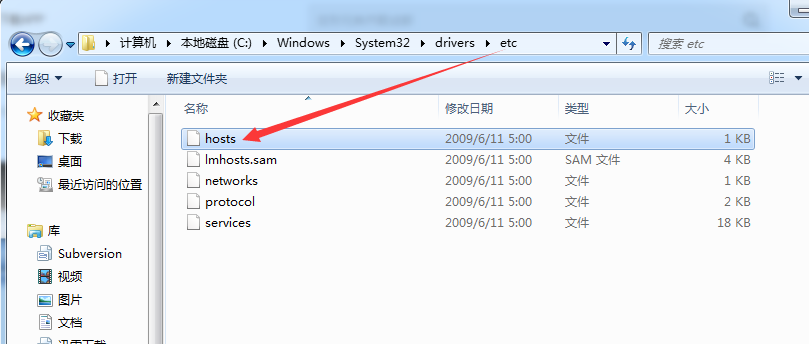 计算机 本地磁盘 (C:) Windows System32 drivers etc 搜索 etc
组织 打开 新建文件夹
名称 修改日期 类型 大小
收藏夹
下载
桌面
最近访问的位置
库
Subversion
视频
图片
文档
迅雷下载
hosts 2009/6/11 5:00 文件 1 KB
lmhosts.sam 2009/6/11 5:00 SAM 文件 4 KB
networks 2009/6/11 5:00 文件 1 KB
protocol 2009/6/11 5:00 文件 2 KB
services 2009/6/11 5:00 文件 18 KB